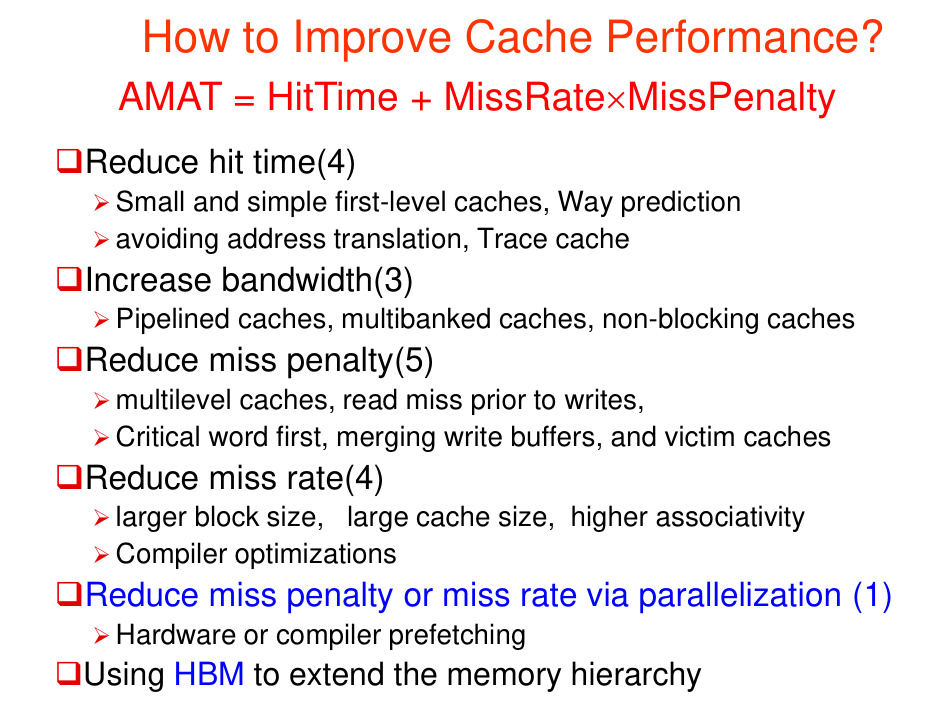 How to Improve Cache Performance?
AMAT = HitTime + MissRate×MissPenalty
❑Reduce hit time(4)
➢Small and simple first-level caches, Way prediction
➢avoiding address translation, Trace cache
❑Increase bandwidth(3)
➢Pipelined caches, multibanked caches, non-blocking caches
❑Reduce miss penalty(5)
➢multilevel caches, read miss prior to writes,
➢Critical word first, merging write buffers, and victim caches
❑Reduce miss rate(4)
➢larger block size, large cache size, higher associativity
➢Compiler optimizations
❑Reduce miss penalty or miss rate via parallelization (1)
➢Hardware or compiler prefetching
❑Using HBM to extend the memory hierarchy